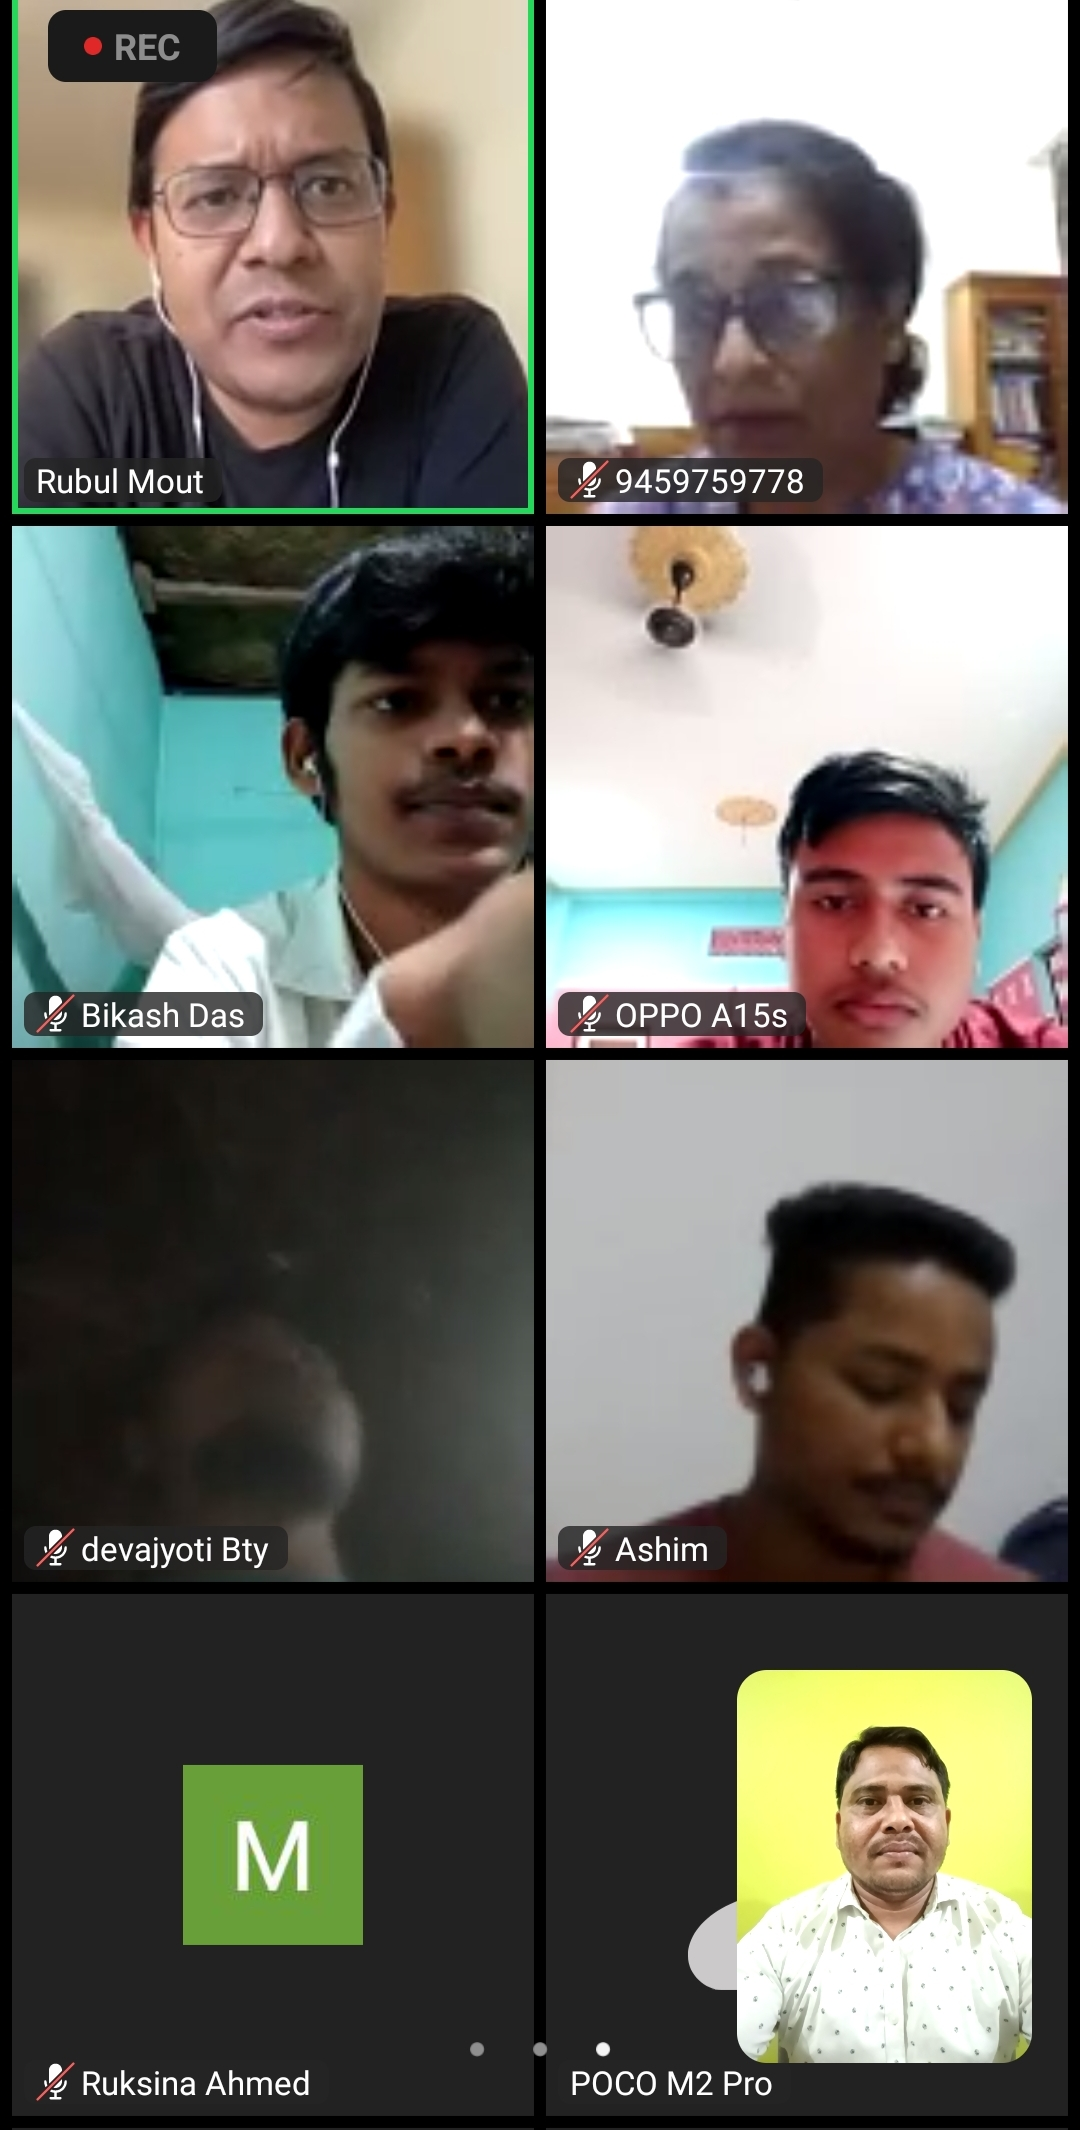 REC
Rubul Mout
9459759778
Bikash Das
OPPO A15s
devajyoti Bty
Ashim
M
Ruksina Ahmed
POCO M2 Pro